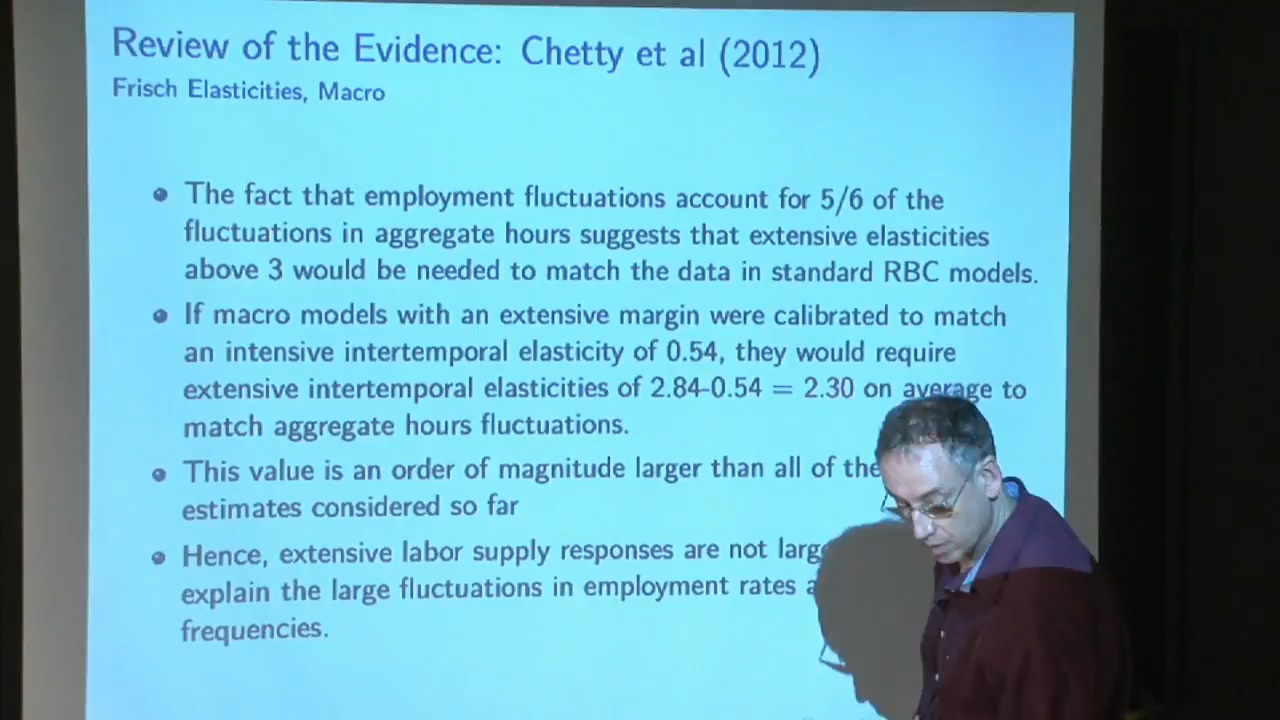 Review of the Evidence: Chetty et al (2012)
Frisch Elasticities, Macro
The fact that employment fluctuations account for 5/6 of the
fluctuations in aggregate hours suggests that extensive elasticities
above 3 would be needed to match the data in standard RBC models.
If macro models with an extensive margin were calibrated to match
an intensive intertemporal elasticity of 0.54, they would require
extensive intertemporal elasticities of 2.84-0.54 = 2.30 on average to
match aggregate hours fluctuations.
This value is an order of magnitude larger than all of the
estimates considered so far
Hence, extensive labor supply responses are not
explain the large fluctuations in employment rates
frequencies.